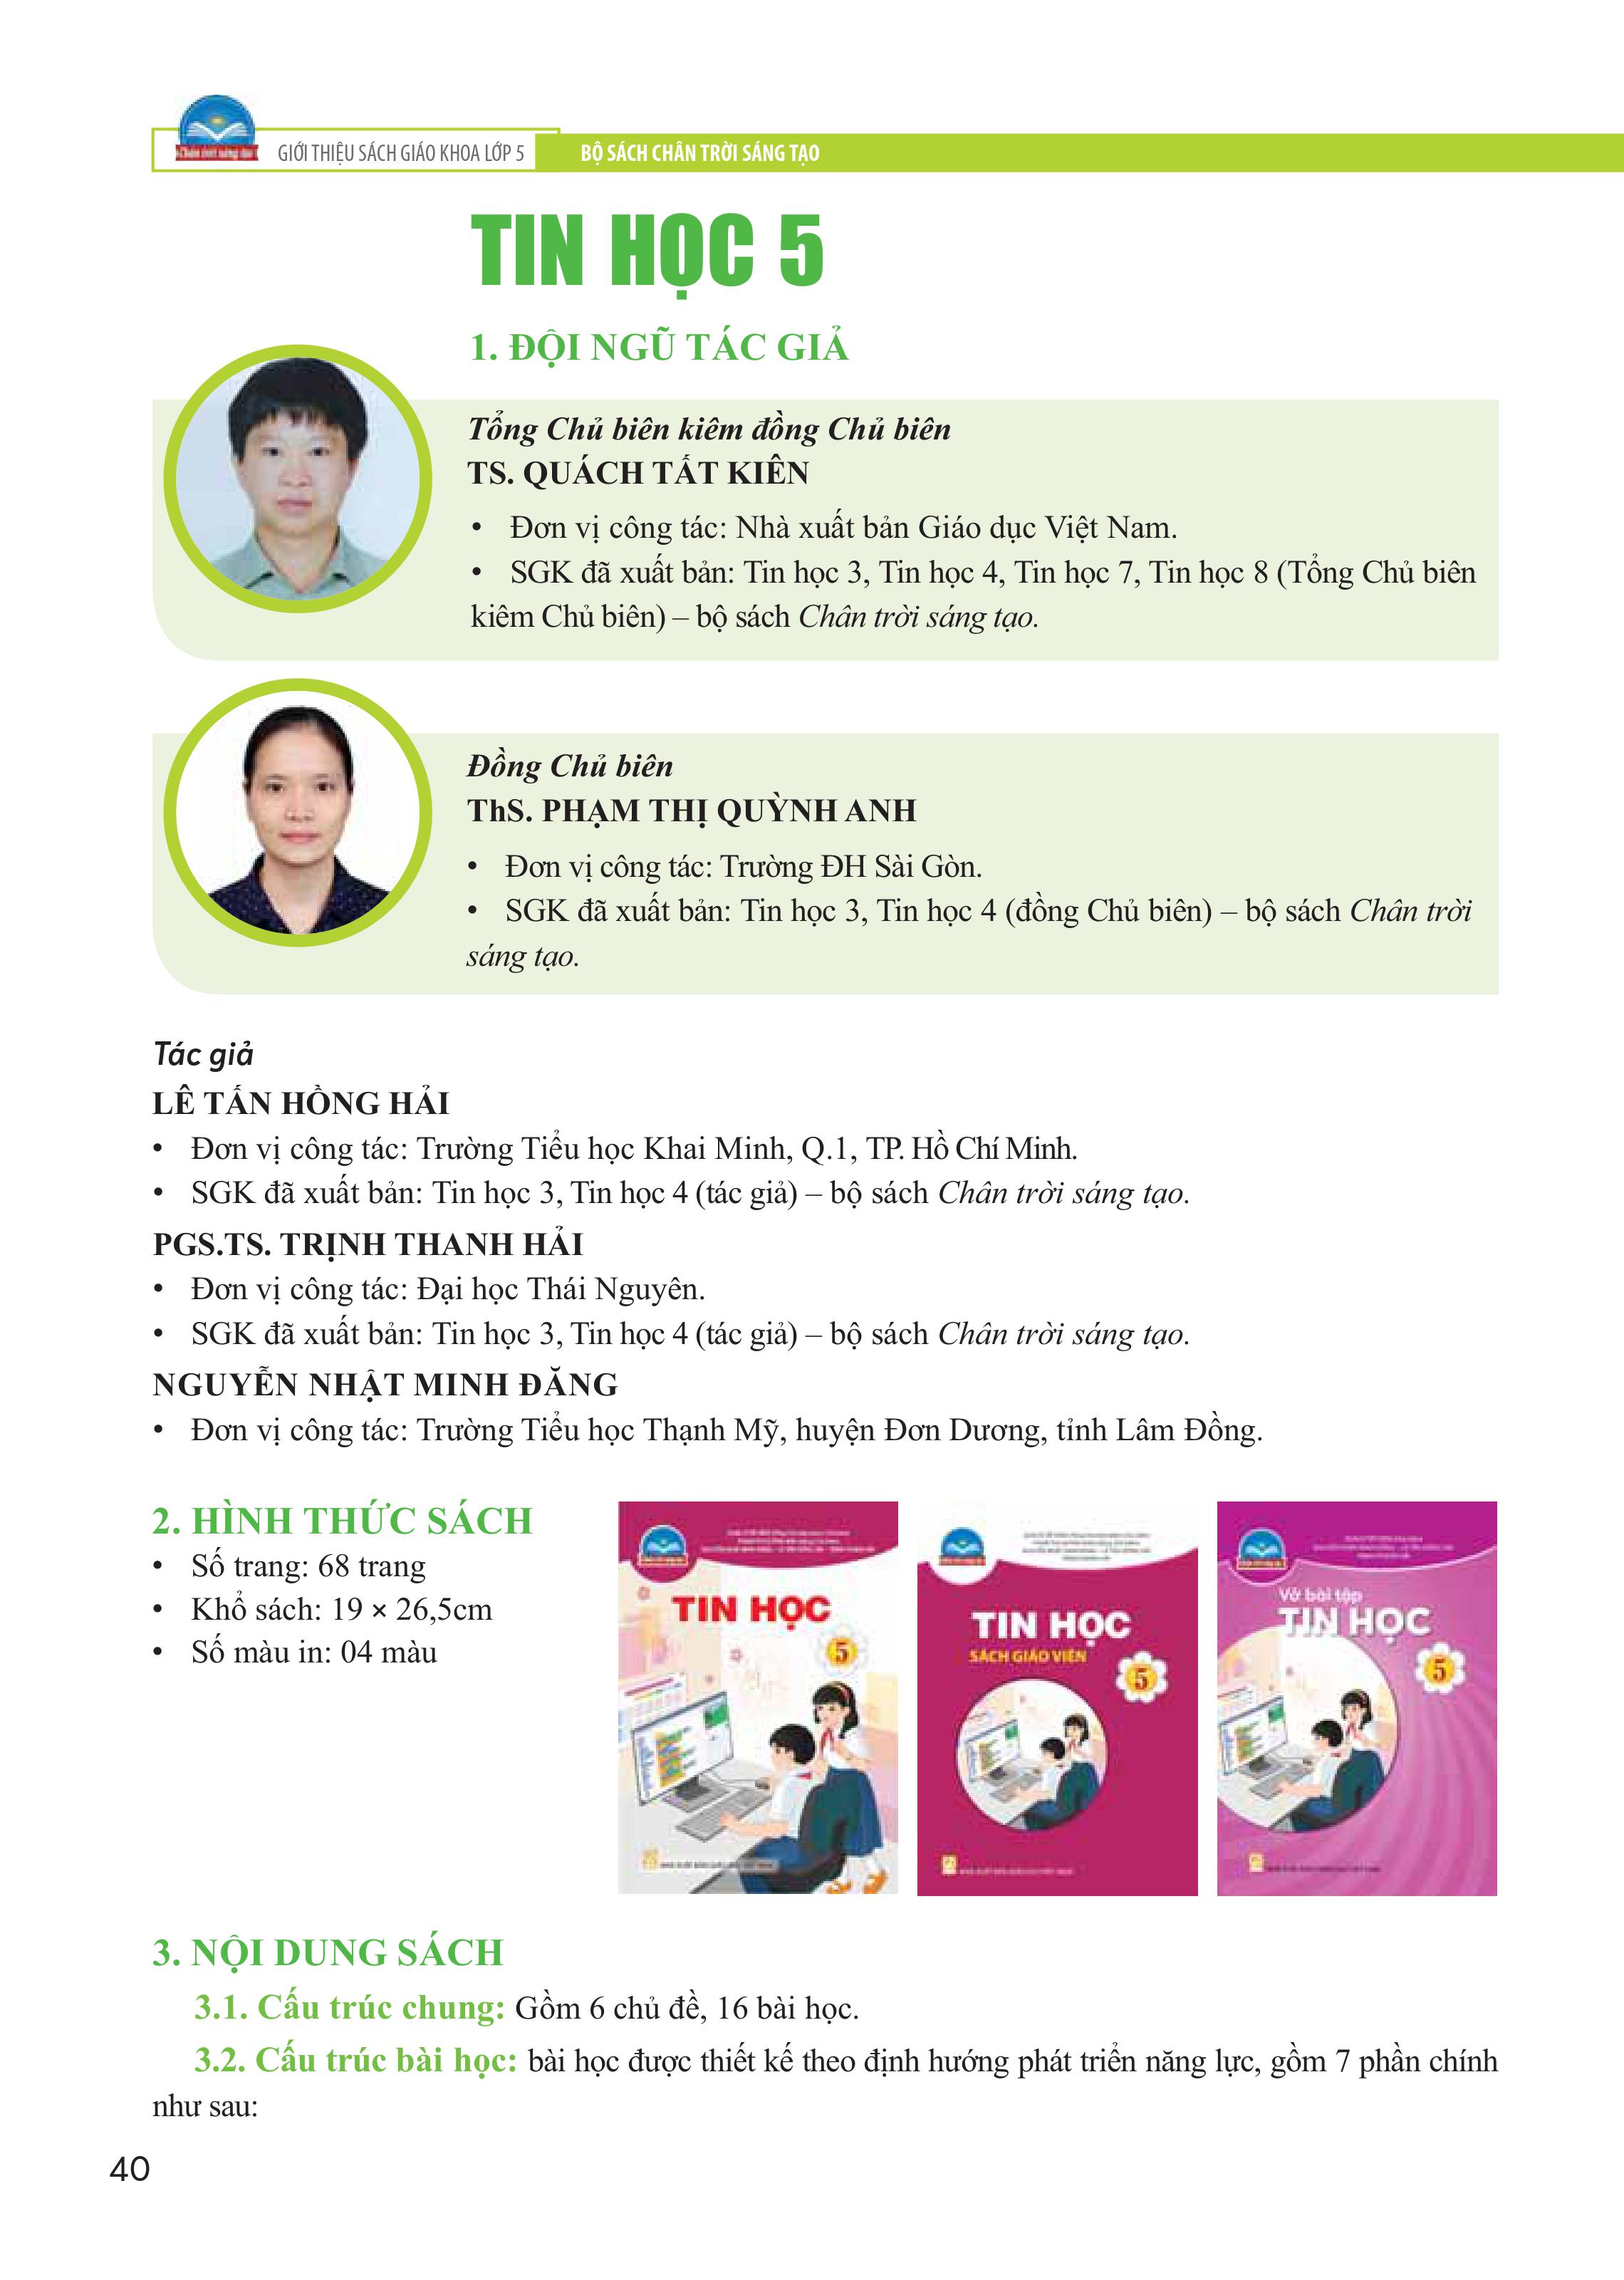 GIỚI THIỆU SÁCH GIÁO KHOA LỚP 5
BỘ SÁCH CHÂN TRỜI SÁNG TẠO
TIN HỌC 5
1. ĐỘI NGŨ TÁC GIẢ
Tổng Chủ biên kiêm đồng Chủ biên
TS. QUÁCH TẤT KIÊN
• Đơn vị công tác: Nhà xuất bản Giáo dục Việt Nam.
• SGK đã xuất bản: Tin học 3, Tin học 4, Tin học 7, Tin học 8 (Tổng Chủ biên
kiêm Chủ biên) – bộ sách Chân trời sáng tạo.
Đồng Chủ biên
ThS. PHẠM THỊ QUỲNH ANH
• Đơn vị công tác: Trường ĐH Sài Gòn.
• SGK đã xuất bản: Tin học 3, Tin học 4 (đồng Chủ biên) – bộ sách Chân trời
sáng tạo.
Tác giả
LÊ TẤN HỒNG HẢI
• Đơn vị công tác: Trường Tiểu học Khai Minh, Q.1, TP. Hồ Chí Minh.
• SGK đã xuất bản: Tin học 3, Tin học 4 (tác giả) – bộ sách Chân trời sáng tạo.
PGS.TS. TRỊNH THANH HẢI
• Đơn vị công tác: Đại học Thái Nguyên.
• SGK đã xuất bản: Tin học 3, Tin học 4 (tác giả) – bộ sách Chân trời sáng tạo.
NGUYỄN NHẬT MINH ĐĂNG
• Đơn vị công tác: Trường Tiểu học Thạnh Mỹ, huyện Đơn Dương, tỉnh Lâm Đồng.
2. HÌNH THỨC SÁCH
• Số trang: 68 trang
• Khổ sách: 19 × 26,5cm
• Số màu in: 04 màu
TIN HỌC
5
TIN HỌC
SÁCH GIÁO VIÊN
5
Vở bài tập
TIN HỌC
5
3. NỘI DUNG SÁCH
3.1. Cấu trúc chung: Gồm 6 chủ đề, 16 bài học.
3.2. Cấu trúc bài học: bài học được thiết kế theo định hướng phát triển năng lực, gồm 7 phần chính
như sau:
40